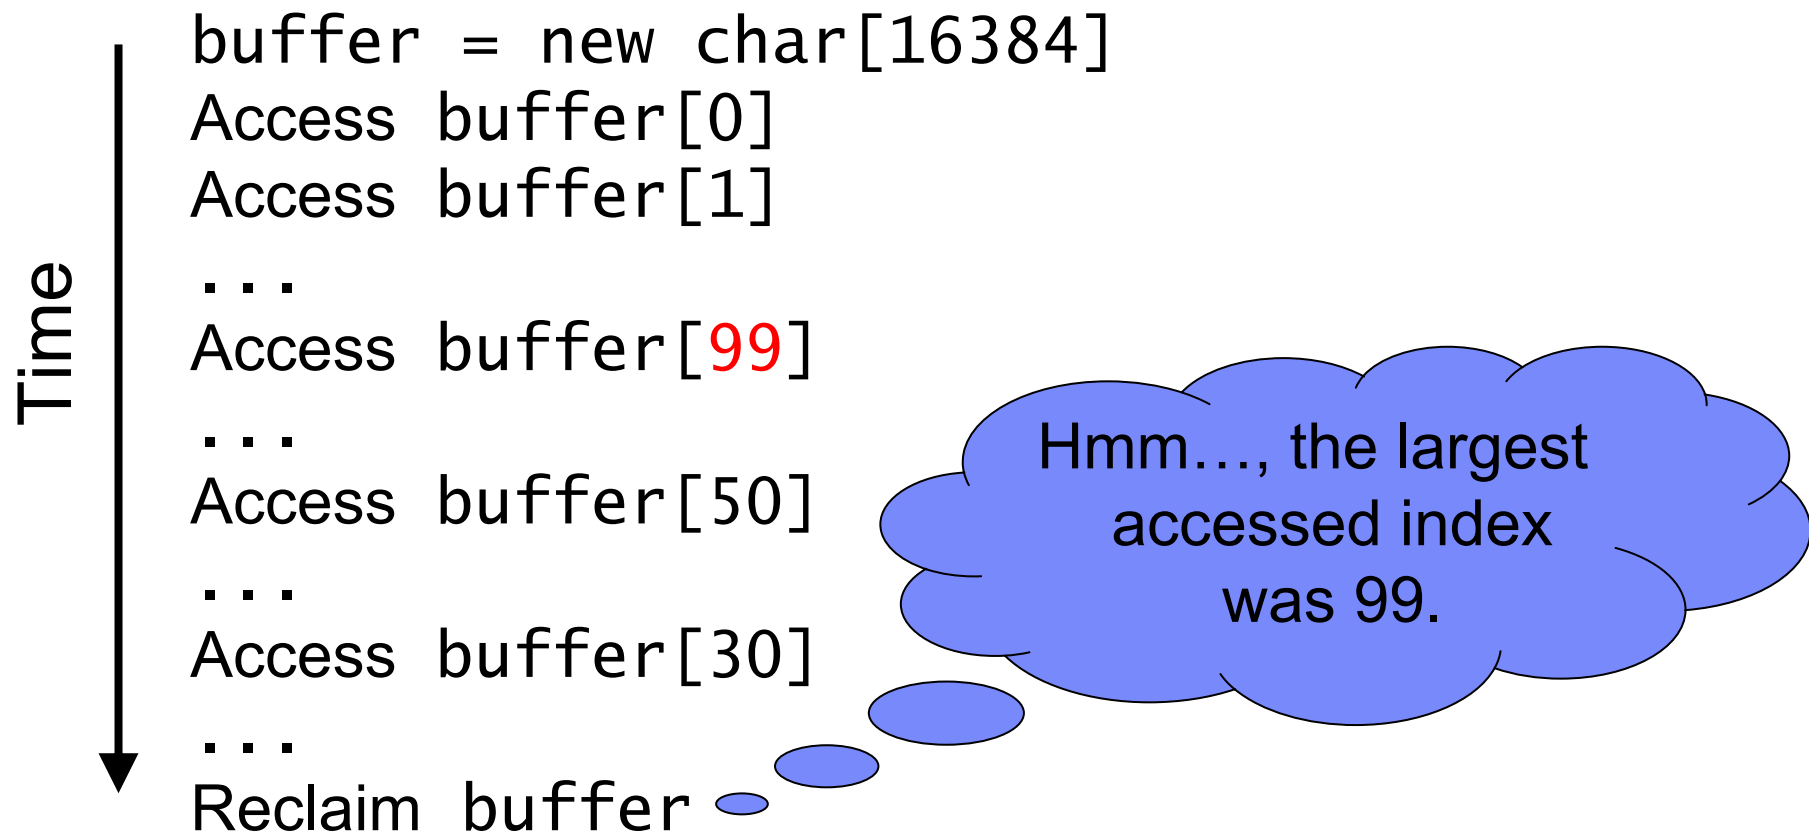 Time
buffer = new char[16384]
Access buffer[0]
Access buffer[1]
...
Access buffer[99]
...
Access buffer[50]
...
Access buffer[30]
...
Reclaim buffer
Hmm…, the largest
accessed index
was 99.